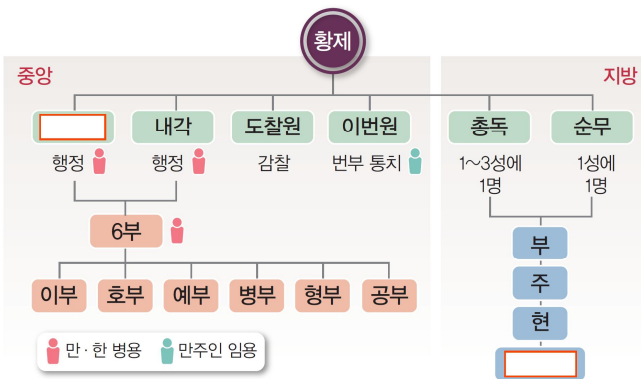 황제
중앙
지방
내각
도찰원
이번원
총독
순무
행정
행정
감찰
번부 통치
1~3성에
1명
1성에
1명
6부
부
주
현
이부
호부
예부
병부
형부
공부
만·한 병용
만주인 임용